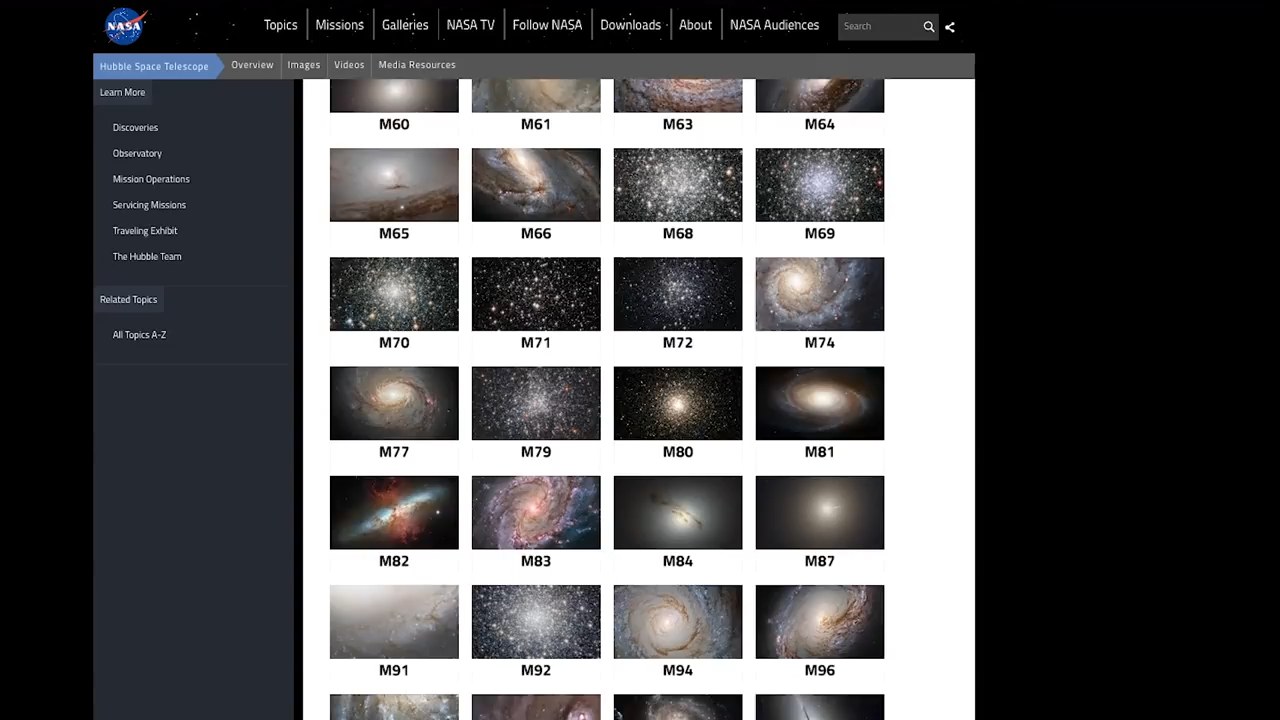 NASA
Topics
Missions
Galleries
NASA TV
Follow NASA
Downloads
About
NASA Audiences
Search
Hubble Space Telescope
Overview
Images
Videos
Media Resources
Learn More
Discoveries
Observatory
Mission Operations
Servicing Missions
Traveling Exhibit
The Hubble Team
Related Topics
All Topics A-Z
M60 M61 M63 M64
M65 M66 M68 M69
M70 M71 M72 M74
M77 M79 M80 M81
M82 M83 M84 M87
M91 M92 M94 M96